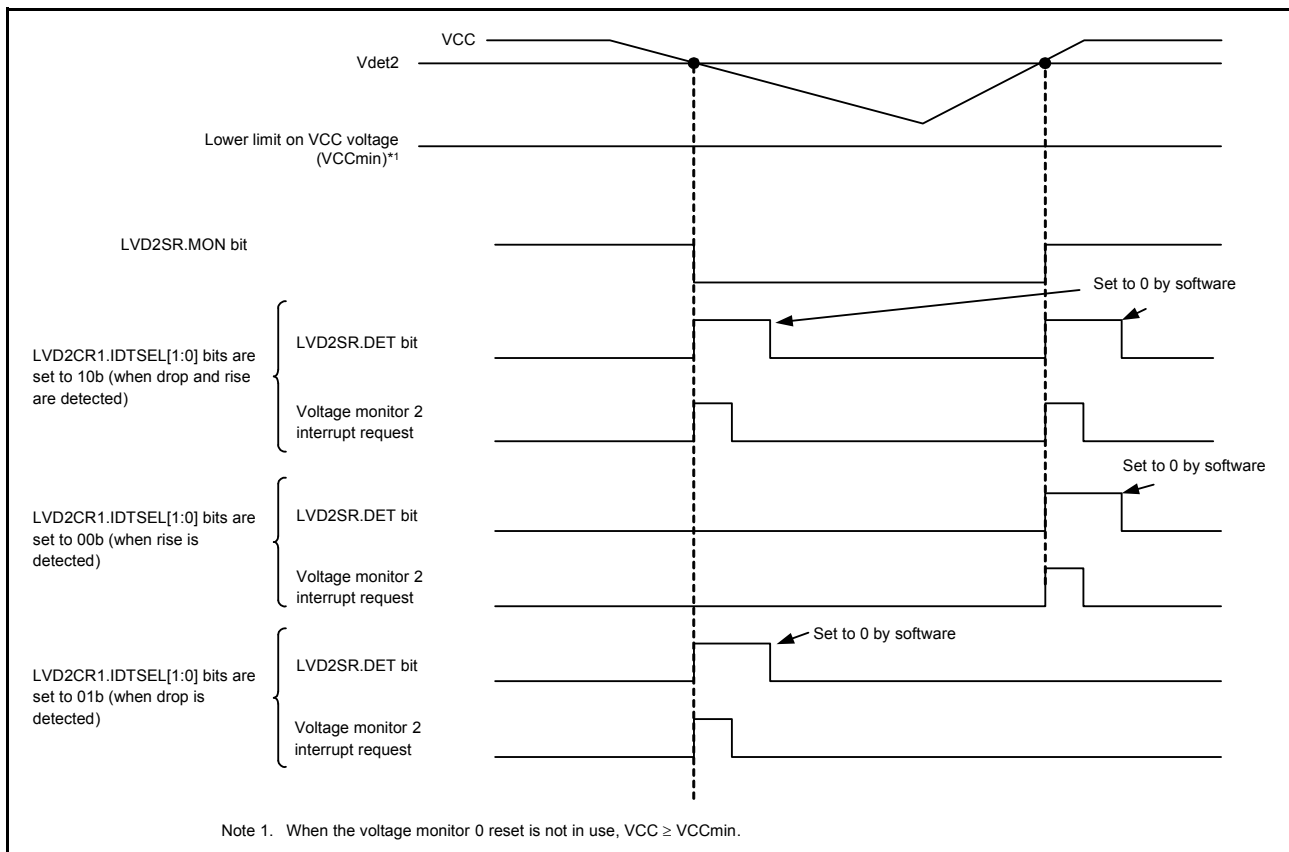 VCC
Vdet2
Lower limit on VCC voltage
(VCCmin)*1
LVD2SR.MON bit
Set to 0 by software
LVD2CR1.IDTSEL[1:0] bits are
set to 10b (when drop and rise
are detected)
LVD2SR.DET bit
Voltage monitor 2
interrupt request
Set to 0 by software
LVD2CR1.IDTSEL[1:0] bits are
set to 00b (when rise is
detected)
LVD2SR.DET bit
Voltage monitor 2
interrupt request
Set to 0 by software
LVD2CR1.IDTSEL[1:0] bits are
set to 01b (when drop is
detected)
LVD2SR.DET bit
Voltage monitor 2
interrupt request
Note 1. When the voltage monitor 0 reset is not in use, VCC ≥ VCCmin.